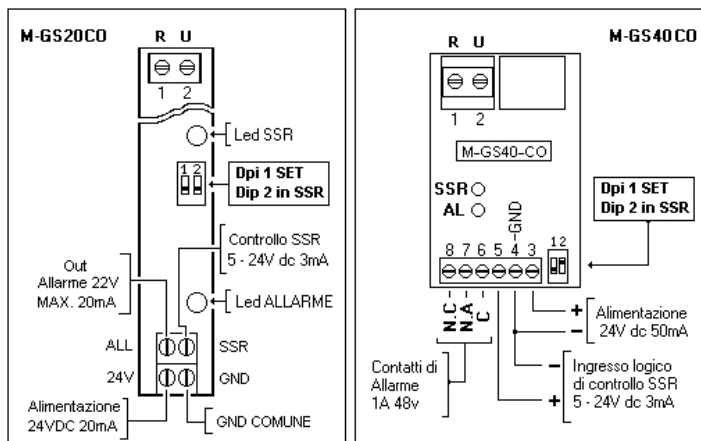 M-GS20CO
R U
1 2
Led SSR
1 2
Dpi 1 SET
Dip 2 in SSR
Controllo SSR
5 - 24V dc 3mA
Out
Allarme 22V
MAX. 20mA
Led ALLARME
ALL
SSR
24V
GND
Alimentazione
24VDC 20mA
GND COMUNE
M-GS40CO
R U
1 2
M-GS40-CO
SSR
AL
-GND
Dpi 1 SET
Dip 2 in SSR
8 7 6 5 4 3
12
N.C -
N.A
C -
+ Alimentazione
- 24V dc 50mA
Contatti di
Allarme
1A 48v
- Ingresso logico
di controllo SSR
+ 5 - 24V dc 3mA